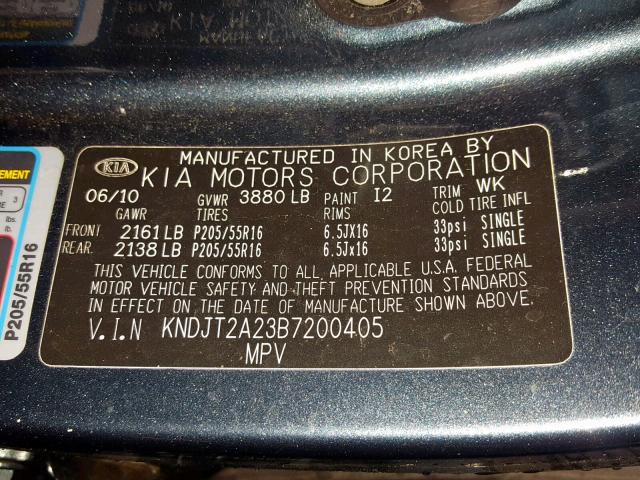 KIA
MANUFACTURED IN KOREA BY
KIA MOTORS CORPORATION
06/10 GVWR 3880 LB PAINT I2 TRIM WK
GAWR TIRES RIMS COLD TIRE INFL
FRONT 2161 LB P205/55R16 6.5JX16 33psi SINGLE
REAR. 2138 LB P205/55R16 6.5Jx16 33psi SINGLE
THIS VEHICLE CONFORMS TO ALL APPLICABLE U.S.A. FEDERAL
MOTOR VEHICLE SAFETY AND THEFT PREVENTION STANDARDS
IN EFFECT ON THE DATE OF MANUFACTURE SHOWN ABOVE.
V.I.N KNDJT2A23B7200405
MPV
3
lbs.
P205/55R16